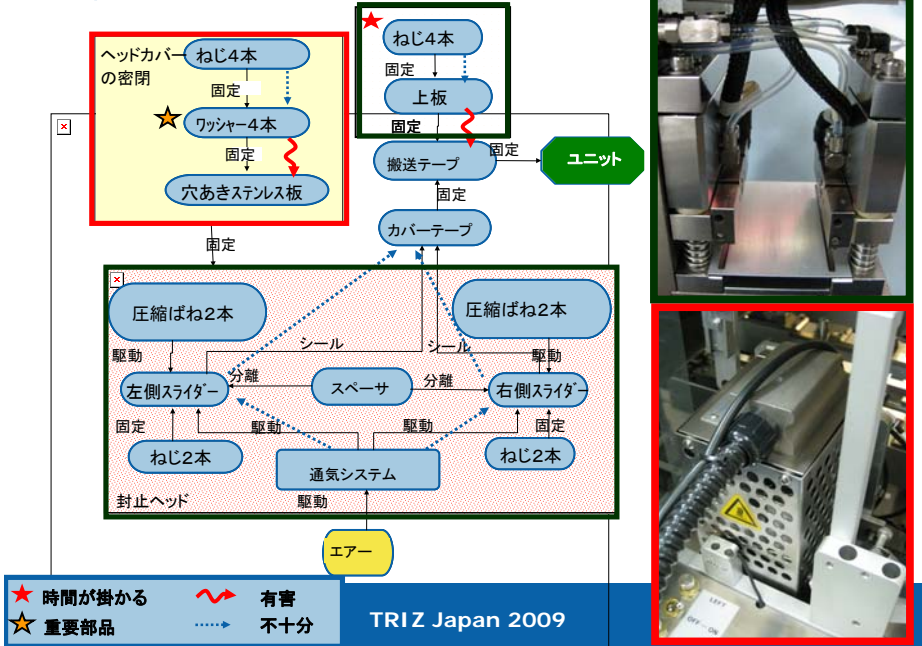 ヘッドカバー
の密閉
ねじ4本
固定
ワッシャー4本
固定
穴あきステンレス板
ねじ4本
固定
上板
固定
搬送テープ
固定
ユニット
固定
カバーテープ
固定
圧縮ばね2本
圧縮ばね2本
駆動
シール
シール
駆動
左側スライダー
分離
スペーサ
分離
右側スライダー
固定
駆動
駆動
固定
ねじ2本
通気システム
ねじ2本
封止ヘッド
駆動
エアー
時間が掛かる
有害
重要部品
不十分
TRIZ Japan 2009
LEFT
OFF-ON